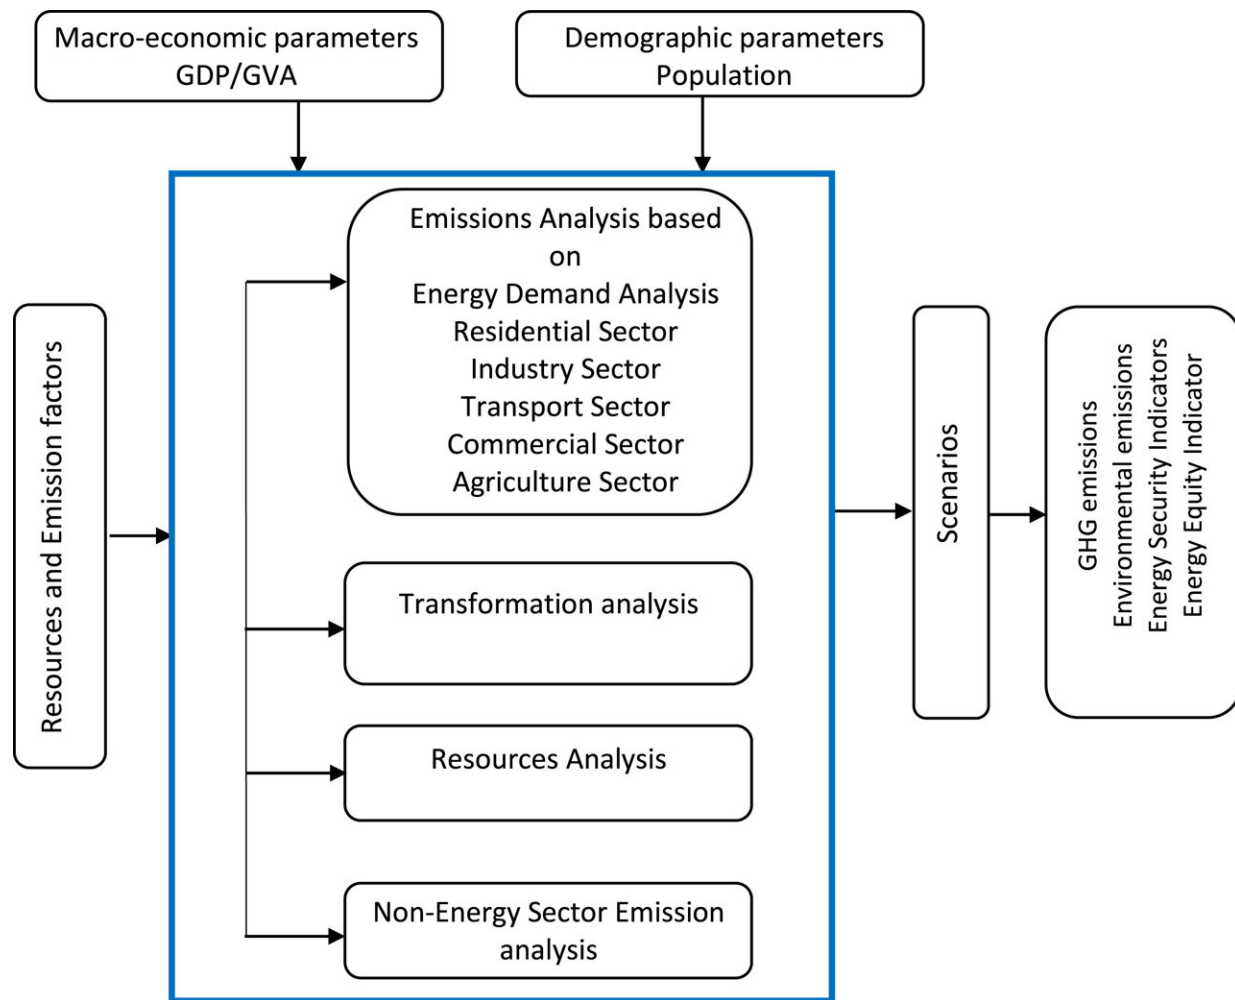 Macro-economic parameters
GDP/GVA
Demographic parameters
Population
Resources and Emission factors
Emissions Analysis based
on
Energy Demand Analysis
Residential Sector
Industry Sector
Transport Sector
Commercial Sector
Agriculture Sector
Transformation analysis
Resources Analysis
Non-Energy Sector Emission
analysis
Scenarios
GHG emissions
Environmental emissions
Energy Security Indicators
Energy Equity Indicator